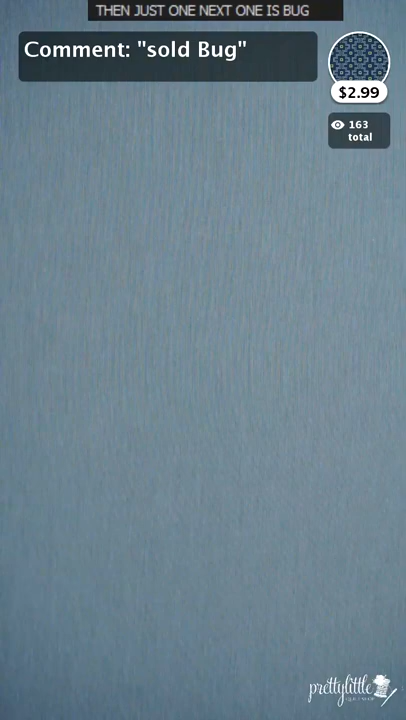 THEN JUST ONE NEXT ONE IS BUG
Comment: "sold Bug"
$2.99
163
total
prettylittle